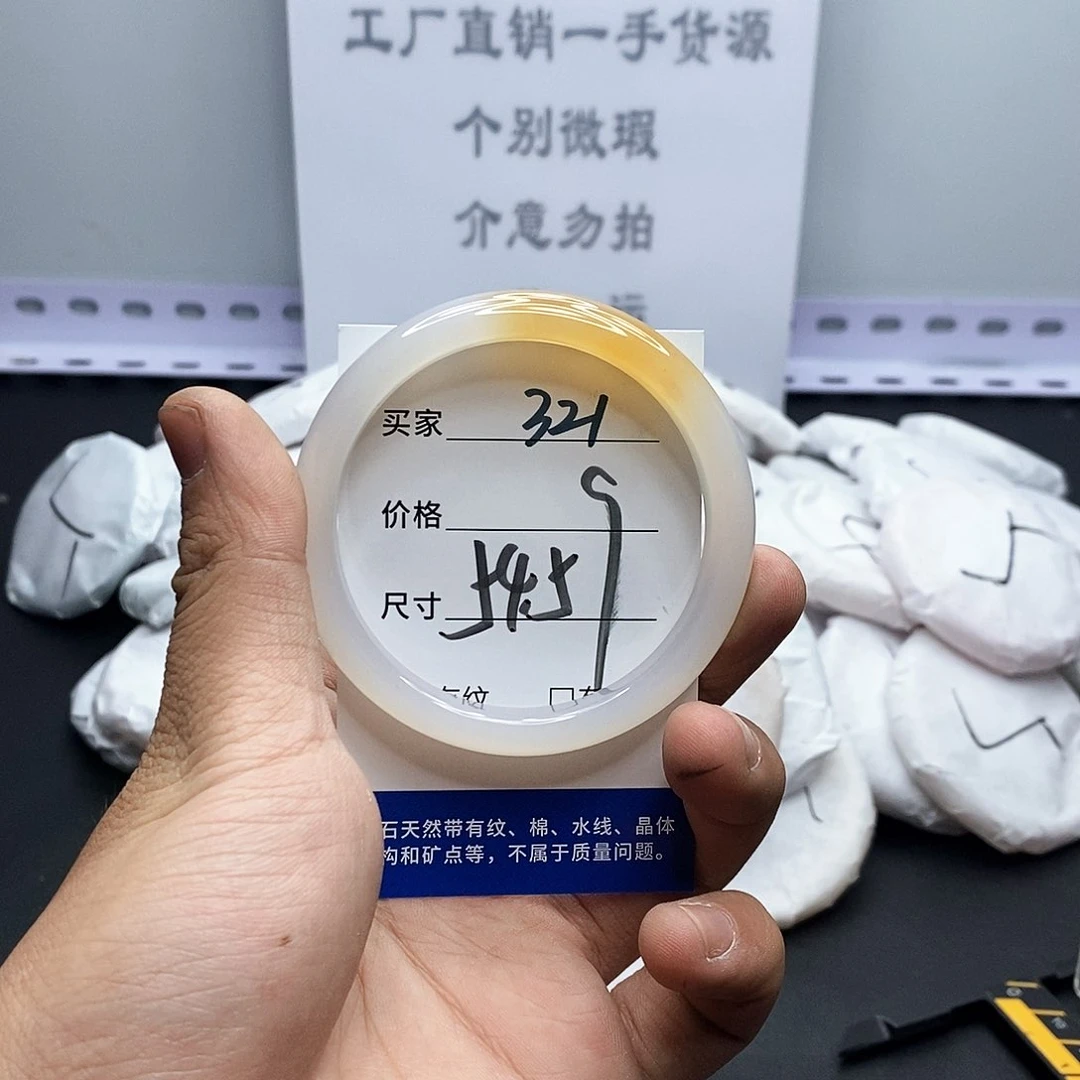 工厂直销一手货源
个别微瑕
介意勿拍
买家 321
价格
尺寸 54.5
石天然带有纹、棉、水线、晶体
构和矿点等，不属于质量问题。